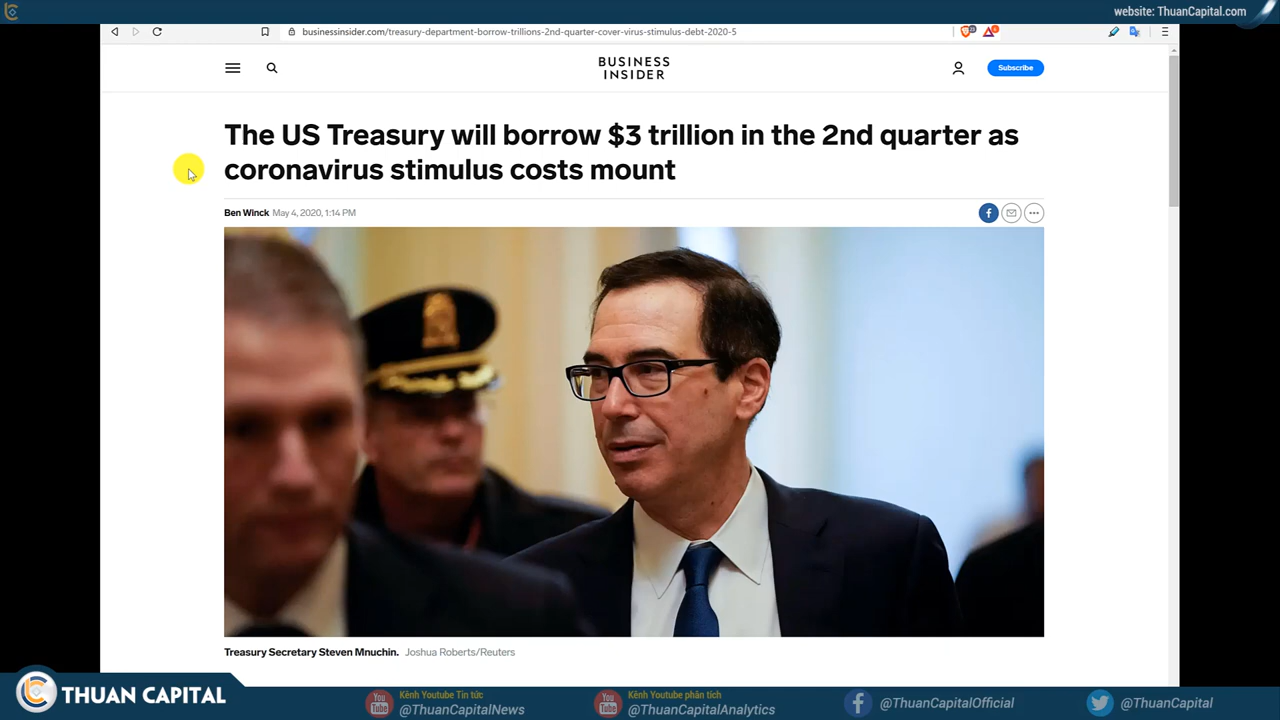 website: ThuanCapital.com
businessinsider.com/treasury-department-borrow-trillions-2nd-quarter-cover-virus-stimulus-debt-2020-5
BUSINESS
INSIDER
Subscribe
The US Treasury will borrow $3 trillion in the 2nd quarter as
coronavirus stimulus costs mount
Ben Winck May 4, 2020, 1:14 PM
Treasury Secretary Steven Mnuchin. Joshua Roberts/Reuters
THUAN CAPITAL
Kênh Youtube Tin tức
@ThuanCapitalNews
Kênh Youtube phân tích
@ThuanCapitalAnalytics
@ThuanCapitalOfficial
@ThuanCapital